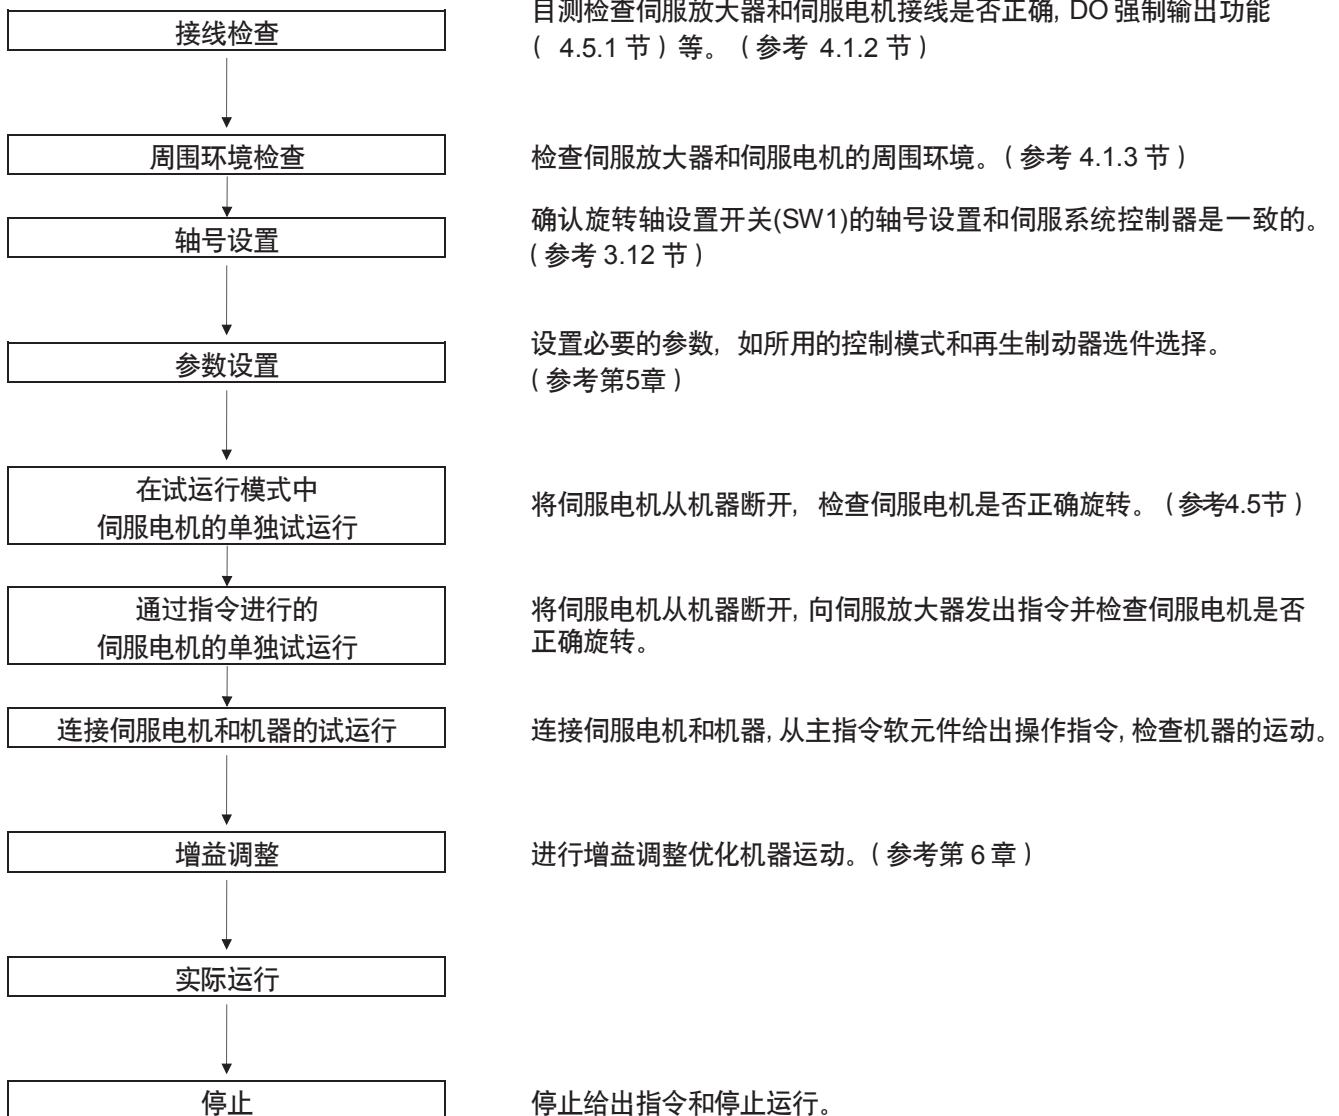 接线检查
目测检查伺服放大器和伺服电机接线是否正确, DO 强制输出功能
( 4.5.1 节) 等。 (参考 4.1.2 节)
周围环境检查
检查伺服放大器和伺服电机的周围环境。(参考 4.1.3 节)
轴号设置
确认旋转轴设置开关(SW1)的轴号设置和伺服系统控制器是一致的。
(参考 3.12 节)
参数设置
设置必要的参数, 如所用的控制模式和再生制动器选件选择。
(参考第5章)
在试运行模式中
伺服电机的单独试运行
将伺服电机从机器断开, 检查伺服电机是否正确旋转。(参考4.5节)
通过指令进行的
伺服电机的单独试运行
将伺服电机从机器断开, 向伺服放大器发出指令并检查伺服电机是否
正确旋转。
连接伺服电机和机器的试运行
连接伺服电机和机器, 从主指令软元件给出操作指令, 检查机器的运动。
增益调整
进行增益调整优化机器运动。(参考第 6 章)
实际运行
停止
停止给出指令和停止运行。